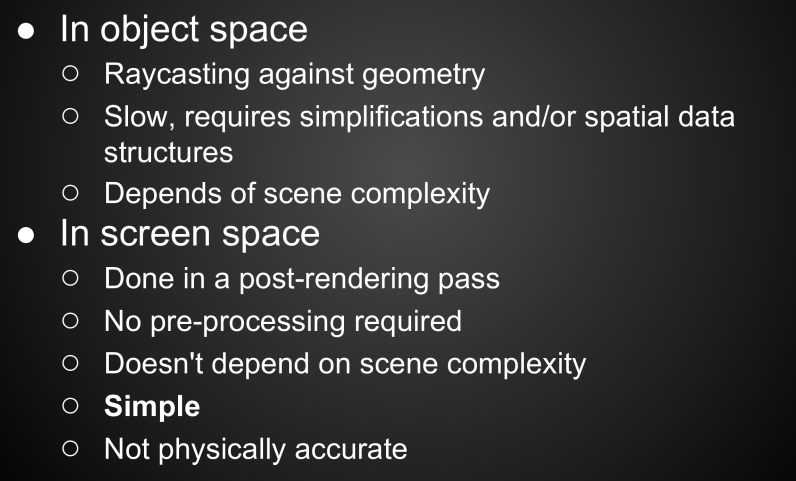 ● In object space
○ Raycasting against geometry
○ Slow, requires simplifications and/or spatial data
structures
○ Depends of scene complexity
● In screen space
○ Done in a post-rendering pass
○ No pre-processing required
○ Doesn't depend on scene complexity
○ Simple
○ Not physically accurate